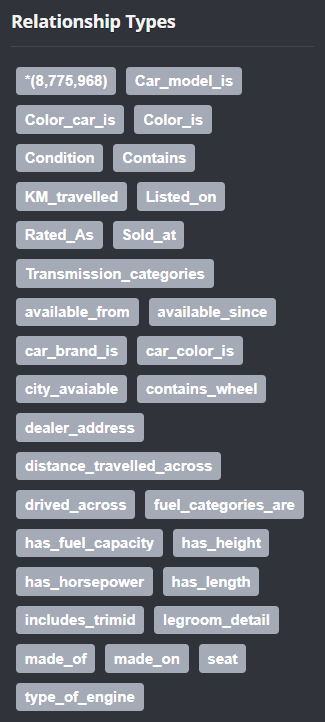 Relationship Types
*(8,775,968) Car_model_is
Color_car_is Color_is
Condition Contains
KM_travelled Listed_on
Rated_As Sold_at
Transmission_categories
available_from available_since
car_brand_is car_color_is
city_avaiable contains_wheel
dealer_address
distance_travelled_across
drived_across fuel_categories_are
has_fuel_capacity has_height
has_horsepower has_length
includes_trimid legroom_detail
made_of made_on seat
type_of_engine